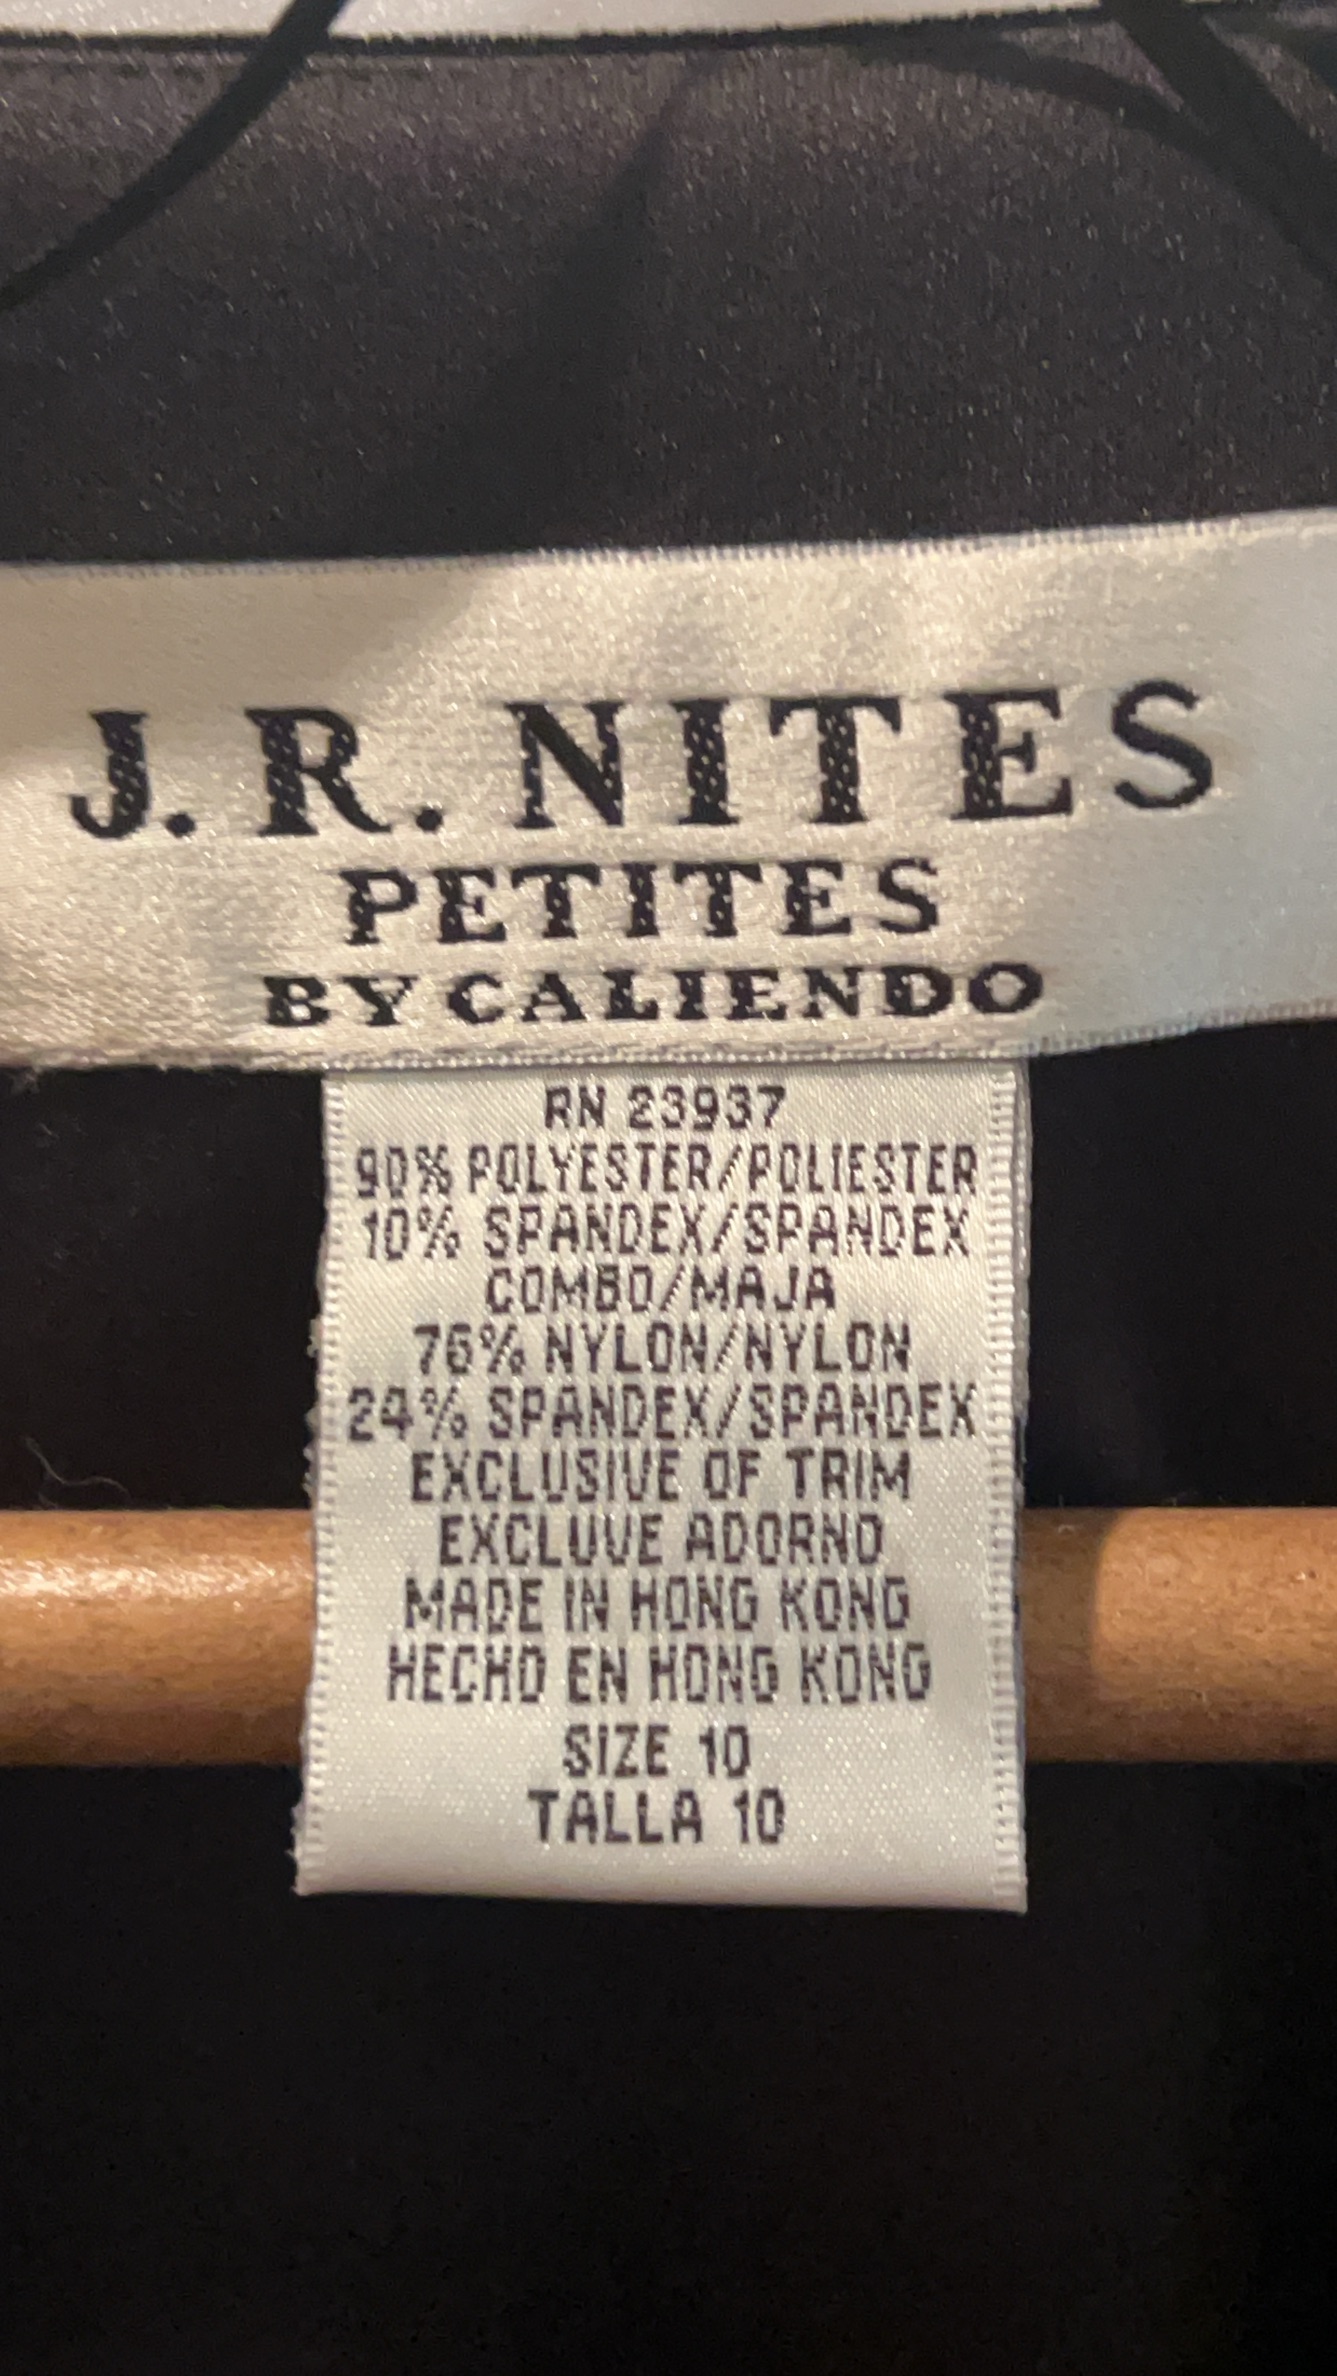 J. R. NITES
PETITES
BY CALIENDO
RN 23937
90% POLYESTER/POLIESTER
10% SPANDEX/SPANDEX
COMBO/MAJA
76% NYLON/NYLON
24% SPANDEX/SPANDEX
EXCLUSIVE OF TRIM
EXCLUVE ADORNO
MADE IN HONG KONG
HECHO EN HONG KONG
SIZE 10
TALLA 10